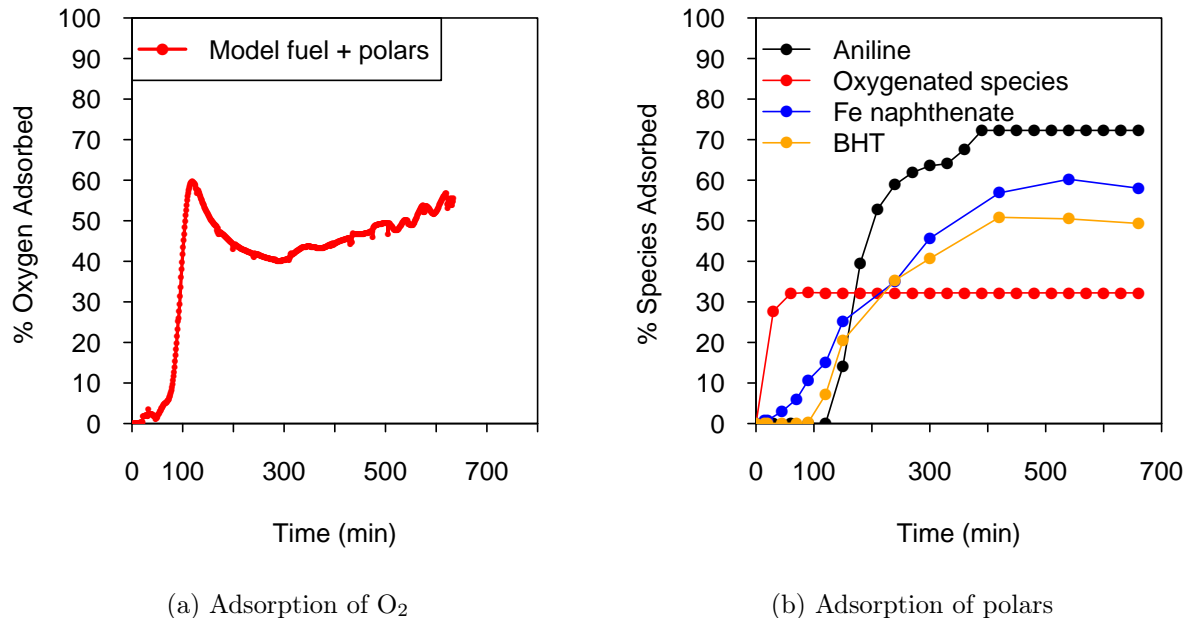 100
90
80
70
60
50
40
30
20
10
0
% Oxygen Adsorbed
Model fuel + polars
0 100 300 500 700
Time (min)
(a) Adsorption of O₂
100
90
80
70
60
50
40
30
20
10
0
% Species Adsorbed
Aniline
Oxygenated species
Fe naphthenate
BHT
0 100 300 500 700
Time (min)
(b) Adsorption of polars